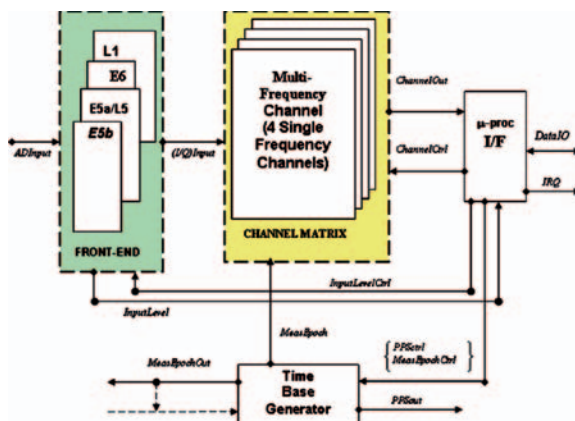 L1
E6
E5a/L5
E5b
ADInput
(I/Q)Input
FRONT-END
Multi-
Frequency
Channel
(4 Single
Frequency
Channels)
CHANNEL MATRIX
ChannelOut
ChannelCtrl
μ-proc
I/F
DataIO
IRQ
InputLevelCtrl
InputLevel
MeasEpoch
PPSctrl
MeasEpochCtrl
MeasEpochOut
Time
Base
Generator
PPSout